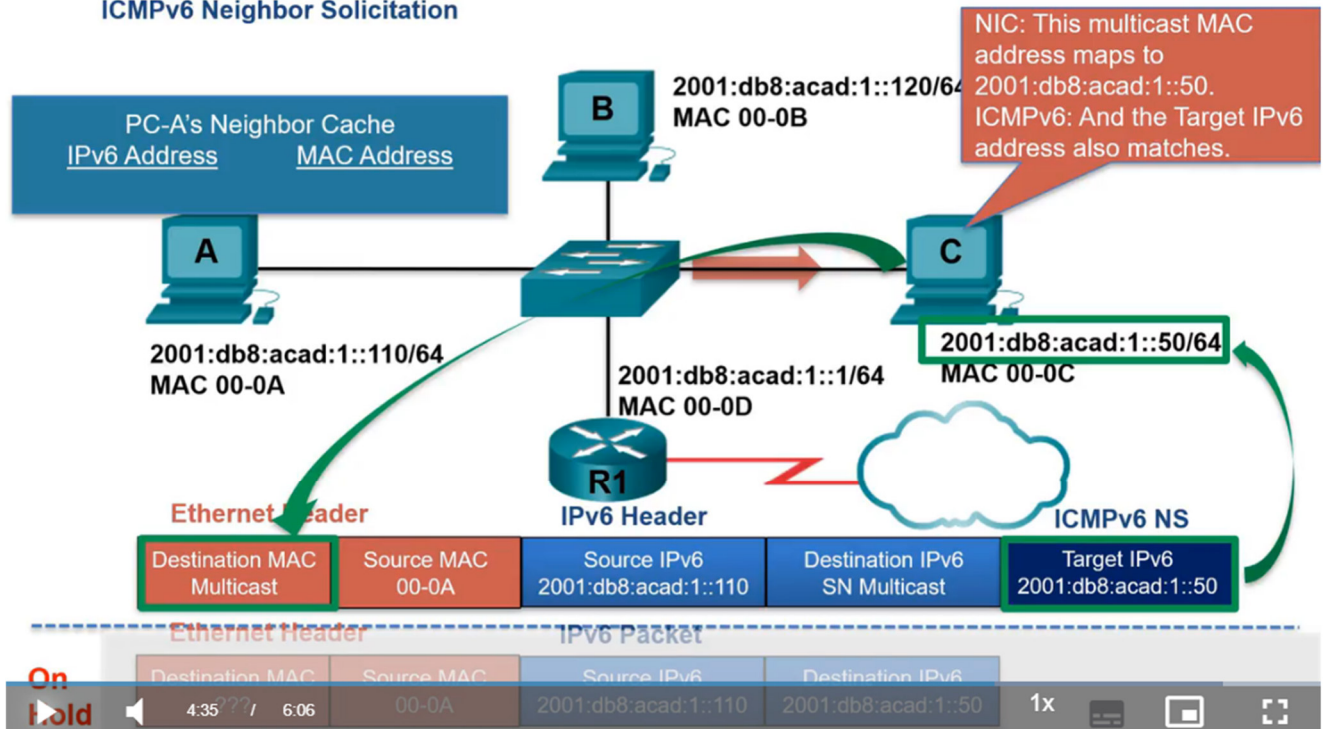 ICMPv6 Neighbor Solicitation
NIC: This multicast MAC
address maps to
2001:db8:acad:1::50.
ICMPv6: And the Target IPv6
address also matches.
B
2001:db8:acad:1::120/64
MAC 00-0B
PC-A's Neighbor Cache
IPv6 Address MAC Address
A
C
2001:db8:acad:1::110/64
MAC 00-0A
2001:db8:acad:1::50/64
MAC 00-0C
2001:db8:acad:1::1/64
MAC 00-0D
R1
Ethernet Header
IPv6 Header
ICMPv6 NS
Destination MAC
Multicast
Source MAC
00-0A
Source IPv6
2001:db8:acad:1::110
Destination IPv6
SN Multicast
Target IPv6
2001:db8:acad:1::50
Ethernet Header
IPv6 Packet
On
Hold
Destination MAC
???
Source MAC
00-0A
Source IPv6
2001:db8:acad:1::110
Destination IPv6
2001:db8:acad:1::50
4:35 / 6:06
1x